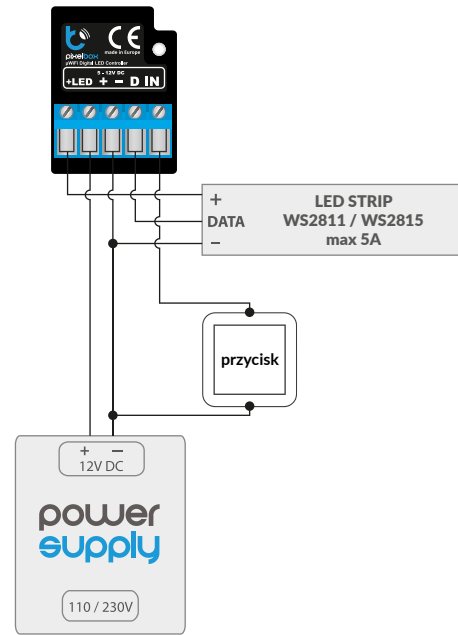 CE
made in Europe
pixelbox
µWiFi Digital LED Controller
5 - 12V DC
+LED + − D IN
+ LED STRIP
DATA WS2811 / WS2815
− max 5A
przycisk
+ −
12V DC
power
supply
110 / 230V